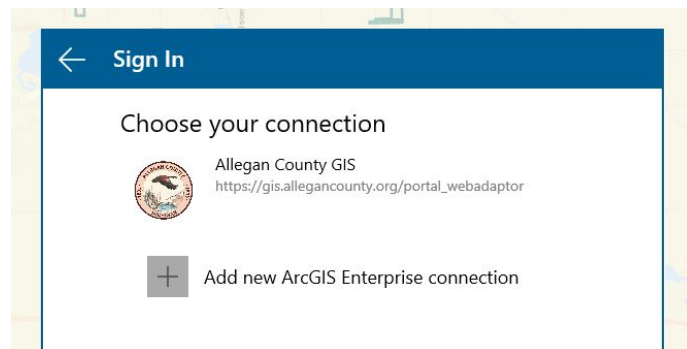 Sign In
Choose your connection
Allegan County GIS
https://gis.allegancounty.org/portal_webadaptor
Add new ArcGIS Enterprise connection